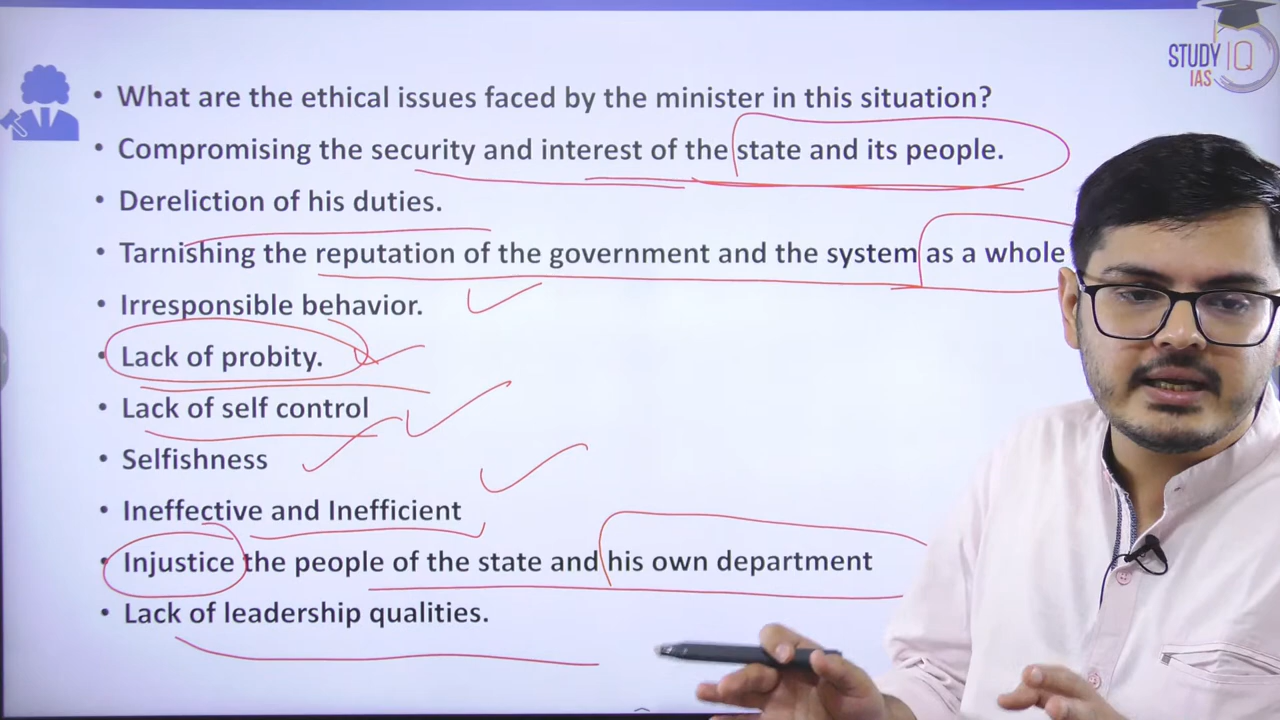 STUDY IQ
IAS
• What are the ethical issues faced by the minister in this situation?
• Compromising the security and interest of the state and its people.
• Dereliction of his duties.
• Tarnishing the reputation of the government and the system as a whole
• Irresponsible behavior.
• Lack of probity.
• Lack of self control
• Selfishness
• Ineffective and Inefficient
• Injustice the people of the state and his own department
• Lack of leadership qualities.